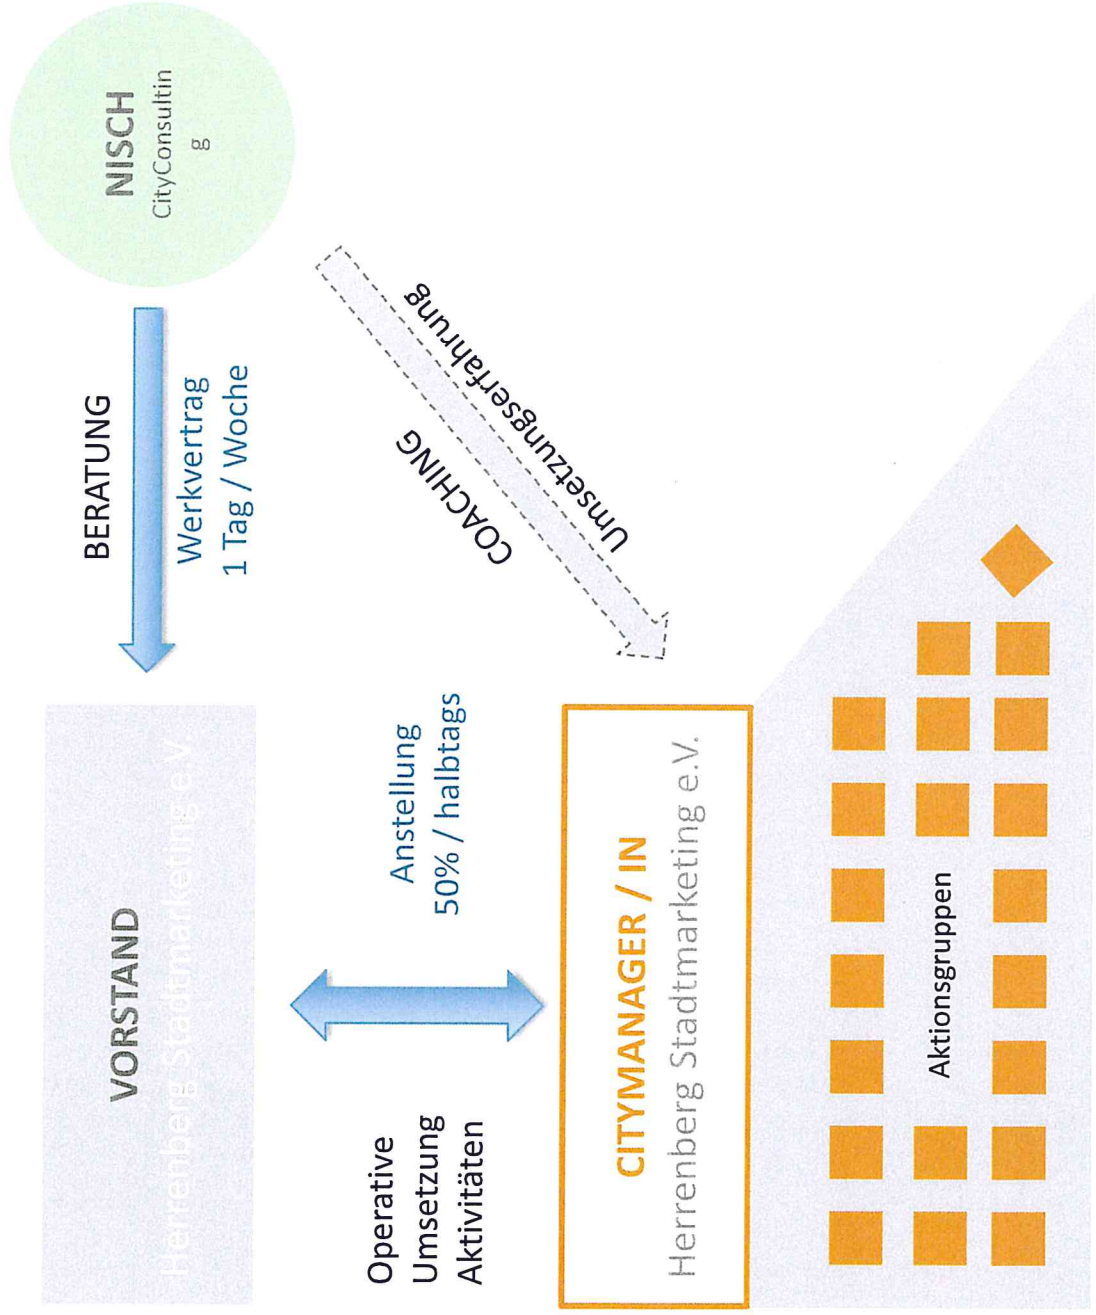 VORSTAND
Herrenberg Stadtmarketing e.V.
BERATUNG
Werkvertrag
1 Tag / Woche
NISCH
CityConsultin
g
Operative
Umsetzung
Aktivitäten
Anstellung
50% / halbtags
COACHING
Umsetzungserfahrung
CITYMANAGER / IN
Herrenberg Stadtmarketing e.V.
Aktionsgruppen